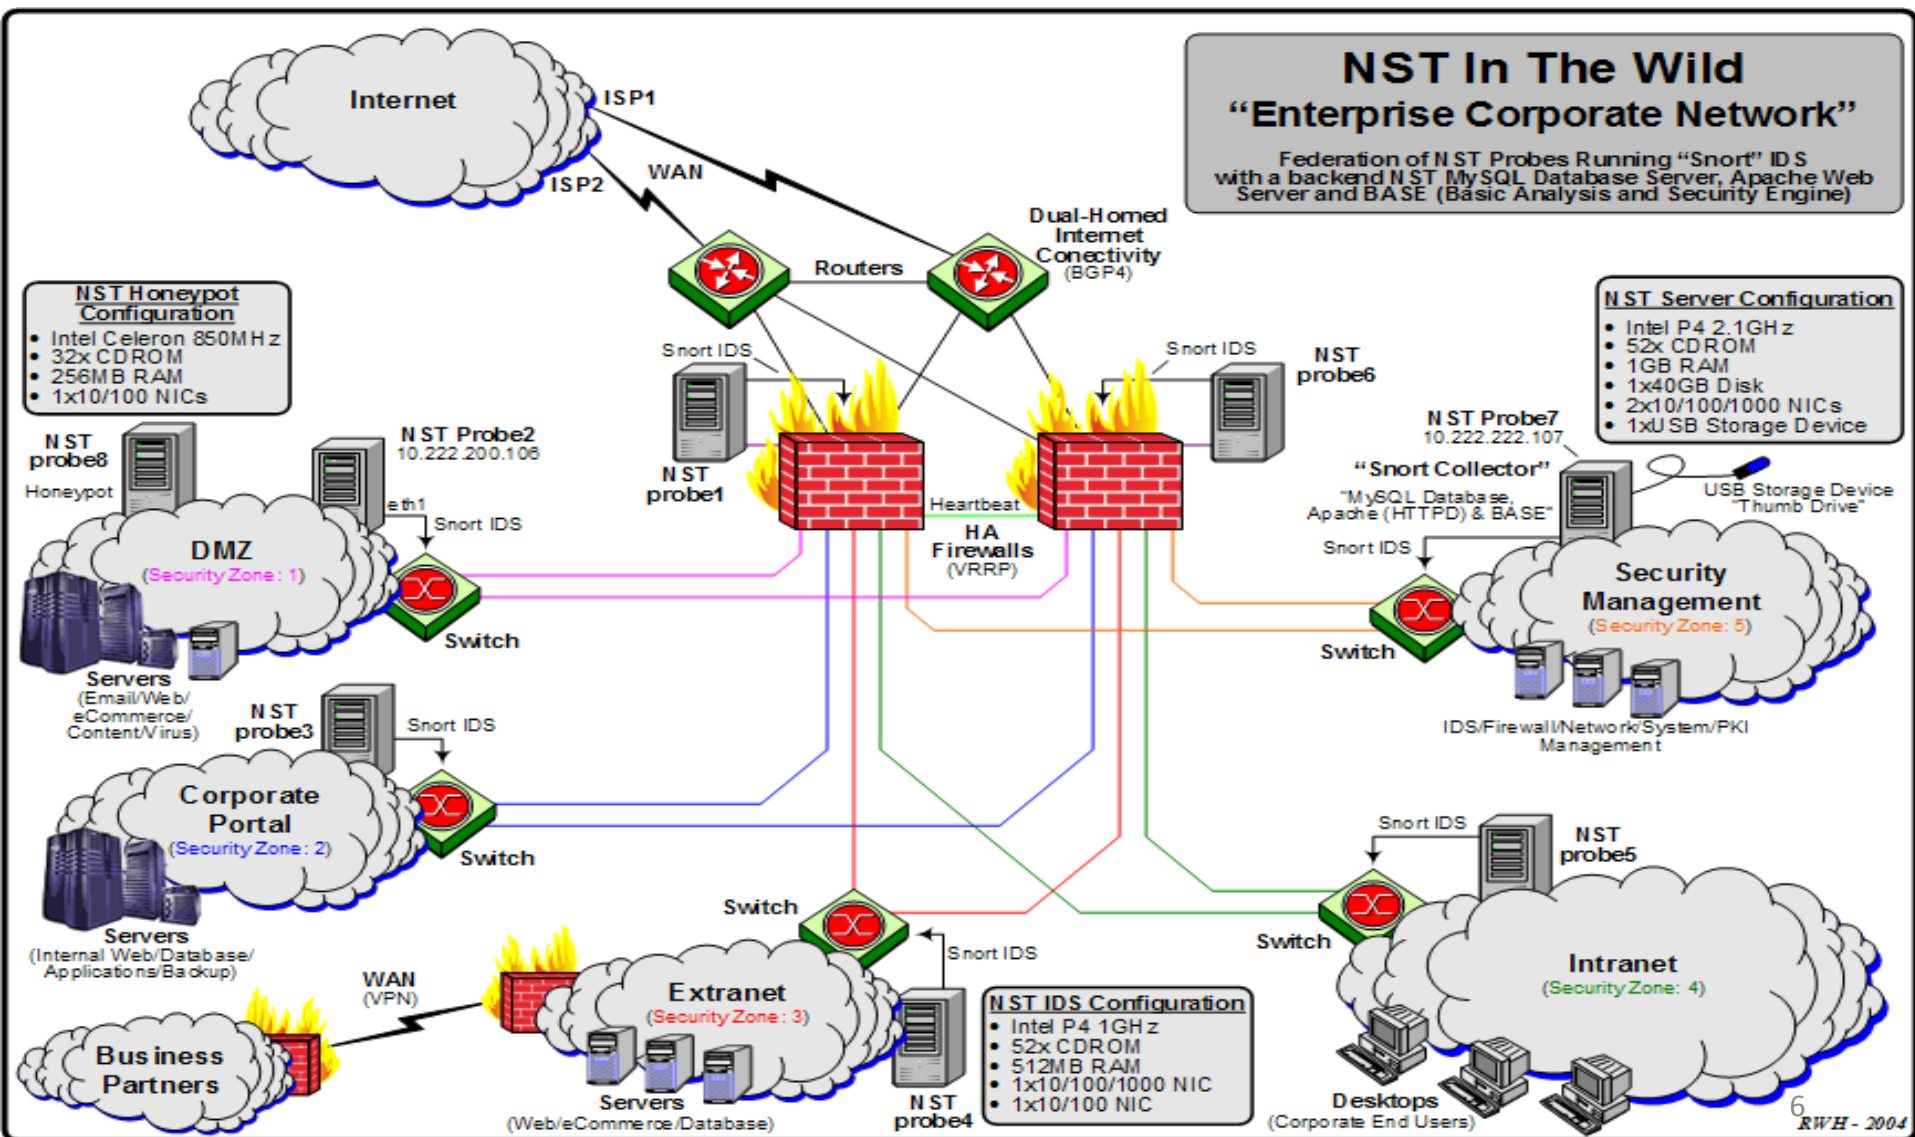 NST In The Wild
“Enterprise Corporate Network”
Federation of NST Probes Running “Snort” IDS
with a backend NST MySQL Database Server, Apache Web
Server and BASE (Basic Analysis and Security Engine)
Internet
ISP1
ISP2
WAN
Dual-Homed
Internet
Conectivity
(BGP4)
Routers
NST Honeypot
Configuration
• Intel Celeron 850MHz
• 32x CDROM
• 256MB RAM
• 1x10/100 NICs
NST Server Configuration
• Intel P4 2.1GHz
• 52x CDROM
• 1GB RAM
• 1x40GB Disk
• 2x10/100/1000 NICs
• 1xUSB Storage Device
Snort IDS
NST
probe1
Snort IDS
NST
probe6
NST
probe8
Honeypot
NST Probe2
10.222.200.106
eth1
Snort IDS
DMZ
(Security Zone: 1)
Switch
Servers
(Email/Web/
eCommerce/
Content/Virus)
Heartbeat
HA
Firewalls
(VRRP)
NST Probe7
10.222.222.107
“Snort Collector”
"MySQL Database,
Apache (HTTPD) & BASE"
USB Storage Device
"Thumb Drive"
Snort IDS
Security
Management
(Security Zone: 5)
Switch
IDS/Firewall/Network/System/PKI
Management
NST
probe3
Snort IDS
Corporate
Portal
(Security Zone: 2)
Switch
Servers
(Internal Web/Database/
Applications/Backup)
Switch
Snort IDS
Extranet
(Security Zone: 3)
WAN
(VPN)
Business
Partners
Servers
(Web/eCommerce/Database)
NST
probe4
NST IDS Configuration
• Intel P4 1GHz
• 52x CDROM
• 512MB RAM
• 1x10/100/1000 NIC
• 1x10/100 NIC
Snort IDS
NST
probe5
Switch
Intranet
(Security Zone: 4)
Desktops
(Corporate End Users)
6
RWH - 2004